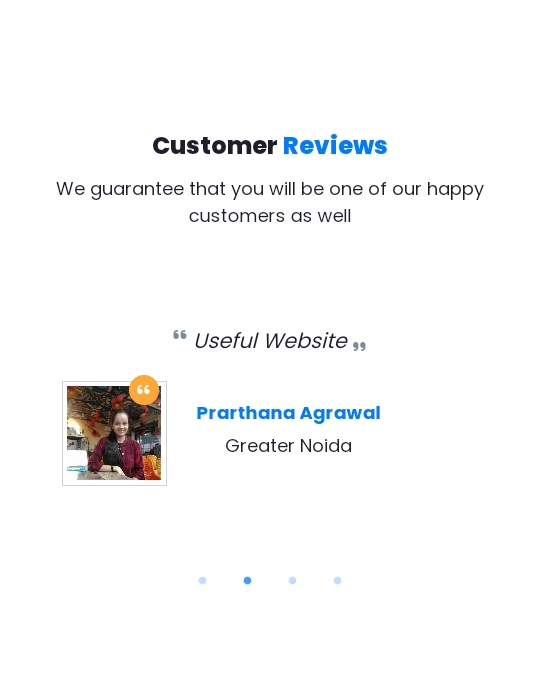 Customer Reviews
We guarantee that you will be one of our happy
customers as well
“ Useful Website ”
Prarthana Agrawal
Greater Noida